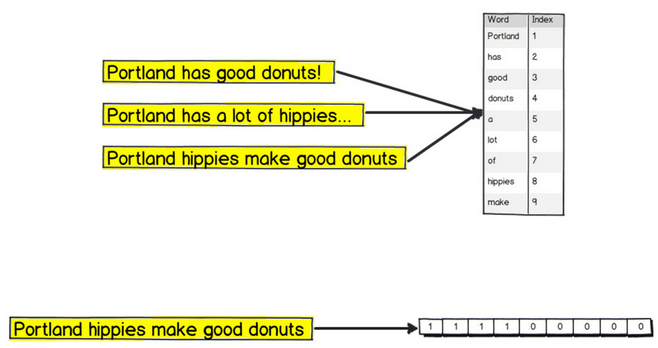 Word Index
Portland 1
has 2
Portland has good donuts!
good 3
donuts 4
Portland has a lot of hippies...
a 5
lot 6
Portland hippies make good donuts
of 7
hippies 8
make 9
Portland hippies make good donuts
1 1 1 1 0 0 0 0 0